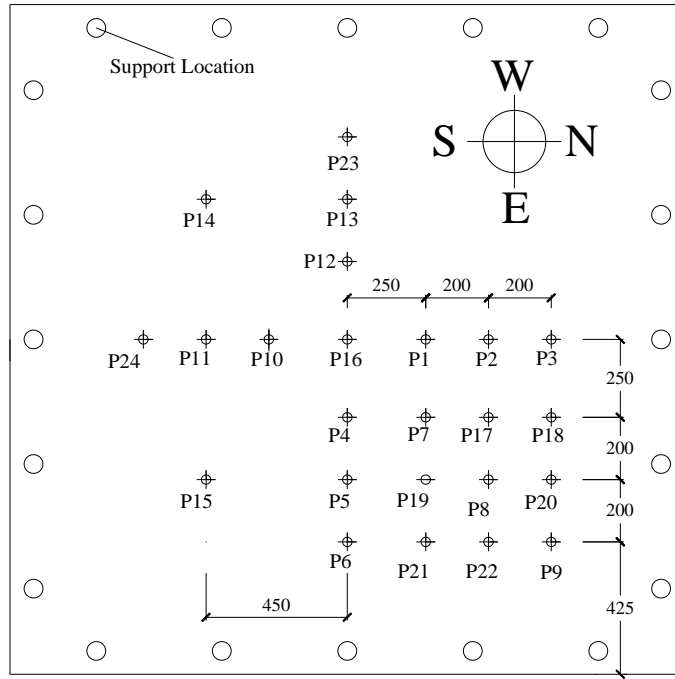 Support Location
W
S N
E
P23
P14 P13
P12
250 200 200
P24 P11 P10 P16 P1 P2 P3
250
P4 P7 P17 P18
200
P15 P5 P19 P8 P20
200
P6 P21 P22 P9
450
425